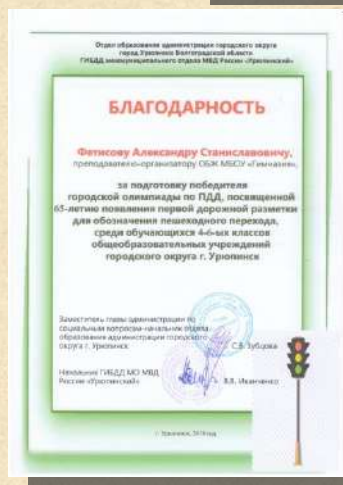 Отдел образования администрации городского округа
город Урюпинск Волгоградской области
ГИБДД межмуниципального отдела МВД России «Урюпинский»
БЛАГОДАРНОСТЬ
Фетисову Александру Станиславовичу,
преподавателю-организатору ОБЖ МБОУ «Гимназия»,
за подготовку победителя
городской олимпиады по ПДД, посвященной
65-летию появления первой дорожной разметки
для обозначения пешеходного перехода,
среди обучающихся 4-6-ых классов
общеобразовательных учреждений
городского округа г. Урюпинск
Заместитель главы администрации по
социальным вопросам-начальник отдела
образования администрации городского
округа г. Урюпинск
С.В. Зубцова
Начальник ГИБДД МО МВД
России «Урюпинский»
В.В. Иванченко
г. Урюпинск,